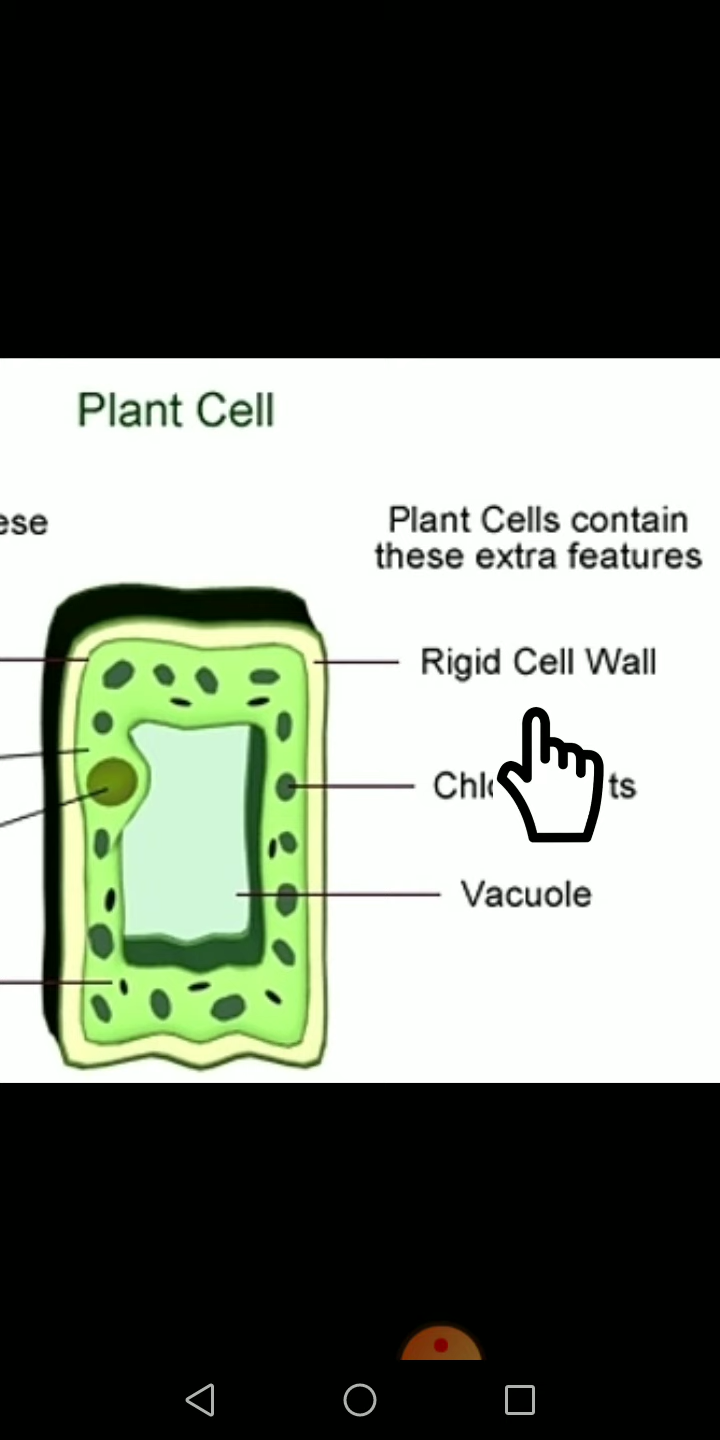 Plant Cell
ese
Plant Cells contain
these extra features
Rigid Cell Wall
Vacuole